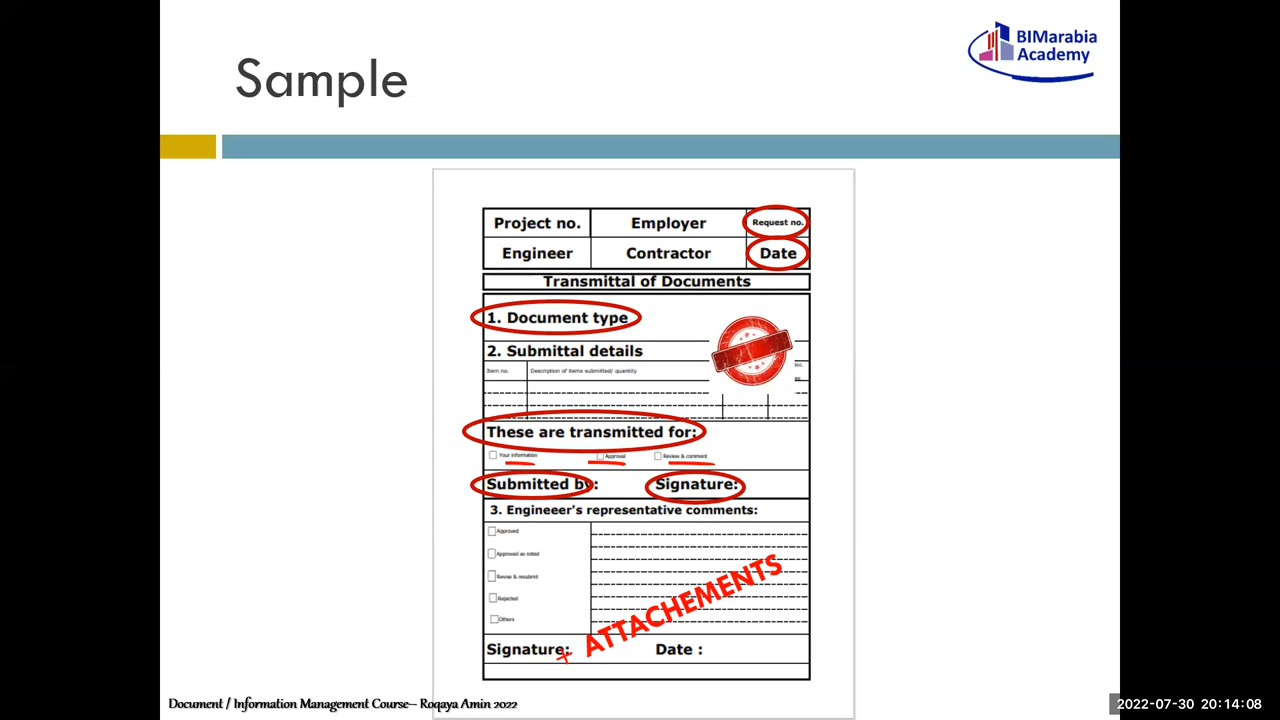 BIMarabia
Academy
Sample
Project no. Employer Request no.
Engineer Contractor Date
Transmittal of Documents
1. Document type
2. Submittal details
Item no. Description of items submitted/ quantity
These are transmitted for:
Your information Approval Review & comment
Submitted by: Signature:
3. Engineeer's representative comments:
Approved
Approved as noted
Revise & resubmit
Rejected
Others
+ ATTACHEMENTS
Signature: Date :
Document / Information Management Course– Roqaya Amin 2022
2022-07-30 20:14:08